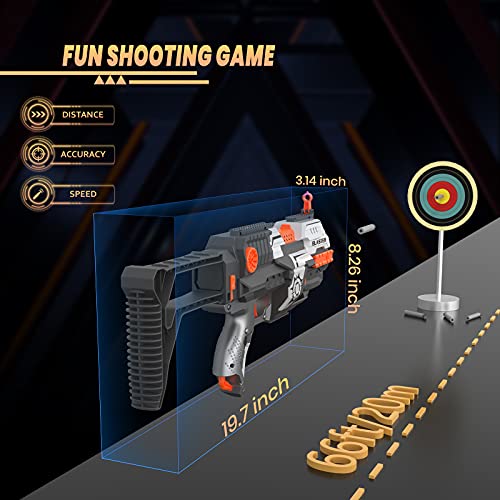 FUN SHOOTING GAME
DISTANCE
ACCURACY
SPEED
3.14 inch
8.26 inch
19.7 inch
66ft/20m
BLASTER